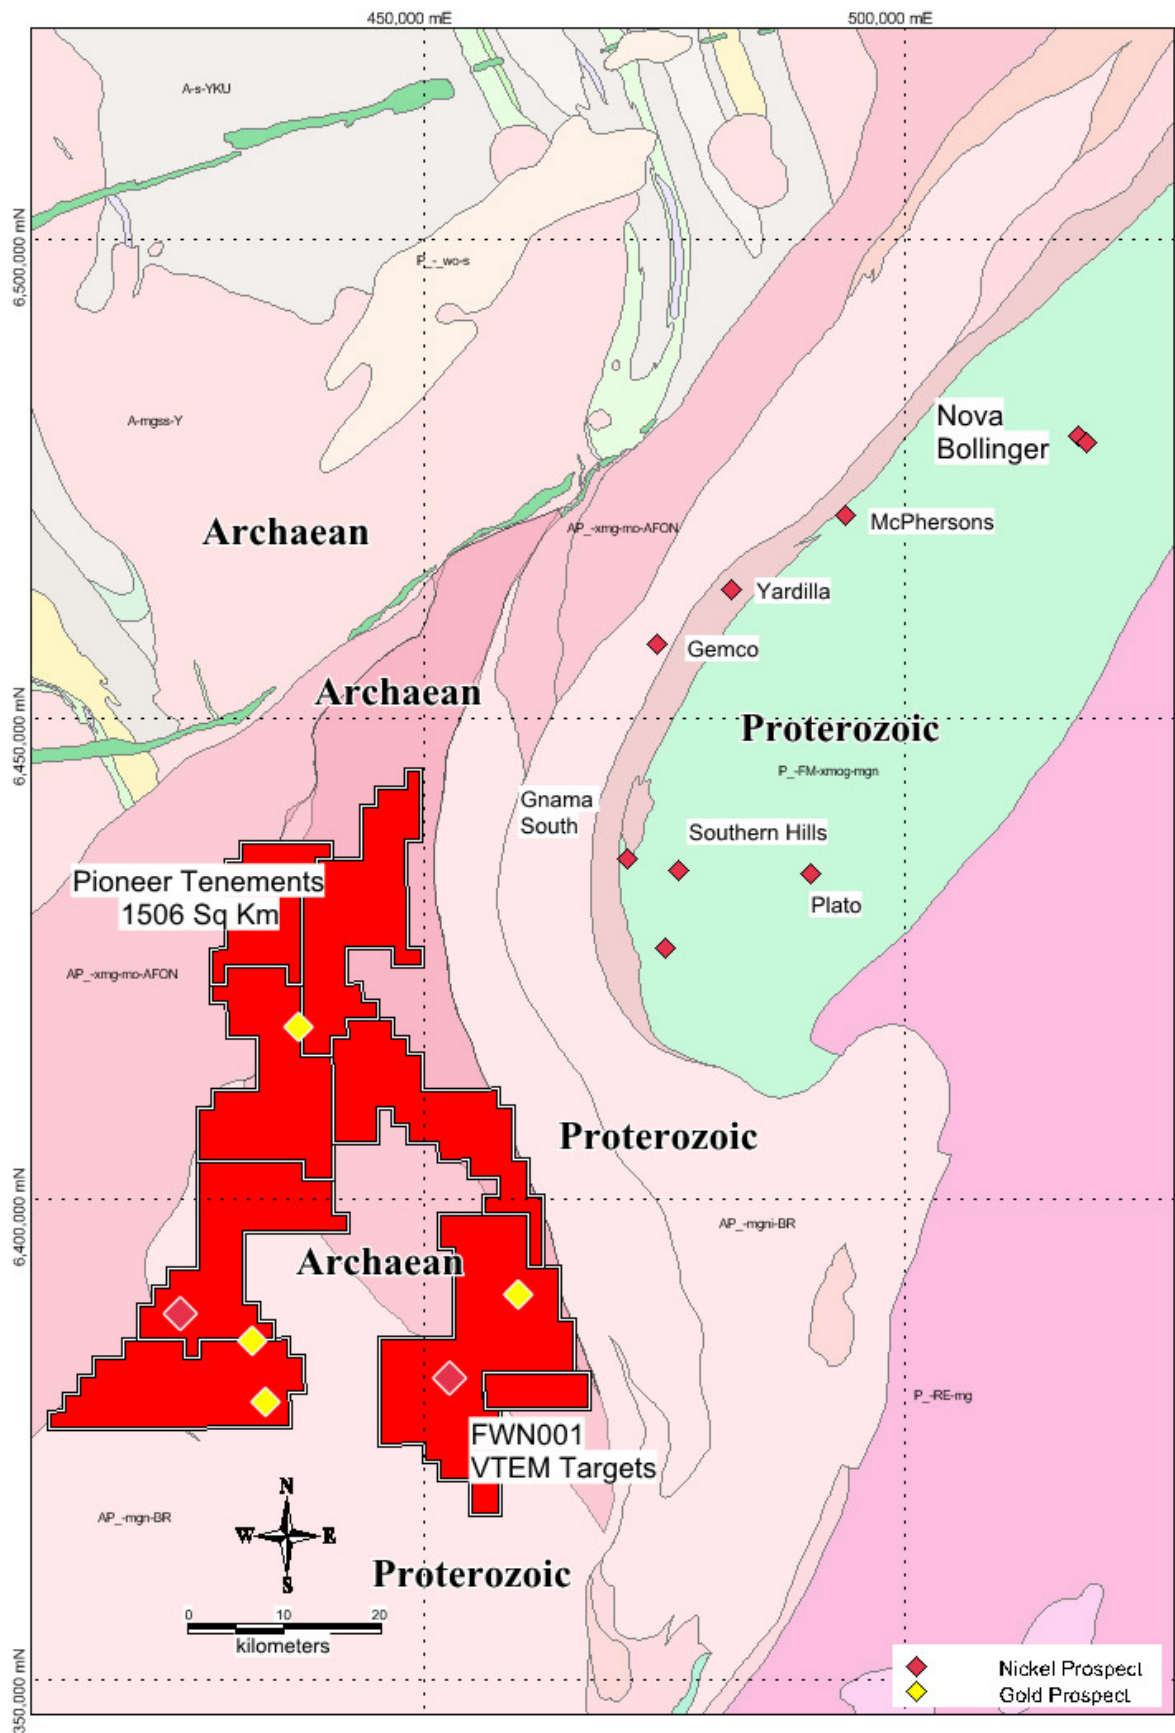 450,000 mE
500,000 mE
A-s-YKU
6,500,000 mN
P_-_wo-s
A-mgss-Y
Nova
Bollinger
Archaean
AP_-xmg-mo-AFON
McPhersons
Yardilla
Gemco
Archaean
6,450,000 mN
Proterozoic
P_-FM-xmog-mgn
Gnama
South
Southern Hills
Pioneer Tenements
1506 Sq Km
Plato
AP_-xmg-mo-AFON
Proterozoic
6,400,000 mN
AP_-mgni-BR
Archaean
P_-RE-mg
FWN001
VTEM Targets
AP_-mgn-BR
N
W E
S
Proterozoic
0 10 20
kilometers
Nickel Prospect
Gold Prospect
350,000 mN